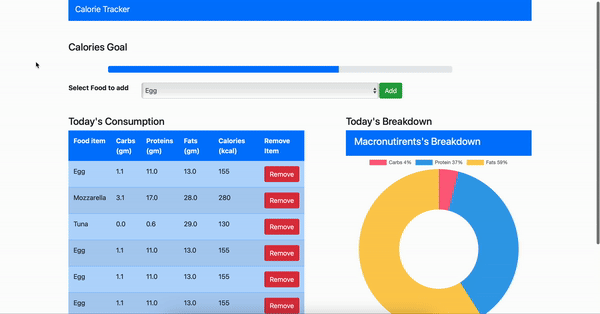 Calorie Tracker
Calories Goal
Select Food to add
Egg
Add
Today's Consumption
Today's Breakdown
Food item Carbs (gm) Proteins (gm) Fats (gm) Calories (kcal) Remove Item
Macronutirents's Breakdown
Carbs 4% Protein 37% Fats 59%
Egg 1.1 11.0 13.0 155 Remove
Mozzarella 3.1 17.0 28.0 280 Remove
Tuna 0.0 0.6 29.0 130 Remove
Egg 1.1 11.0 13.0 155 Remove
Egg 1.1 11.0 13.0 155 Remove
Egg 1.1 11.0 13.0 155 Remove